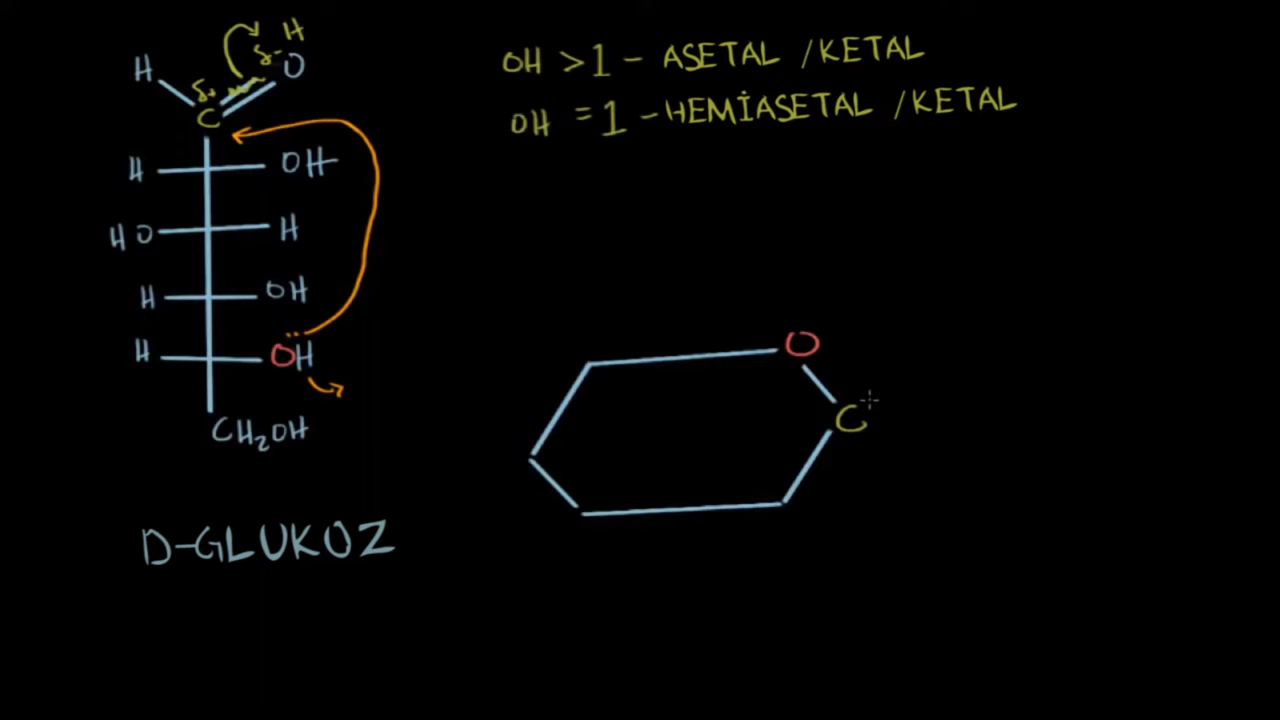 H
δ- H
O
δ+
C
OH > 1 - ASETAL / KETAL
OH = 1 - HEMİASETAL / KETAL
H OH
HO H
H OH
H OH
CH₂OH
D-GLUKOZ
O
C